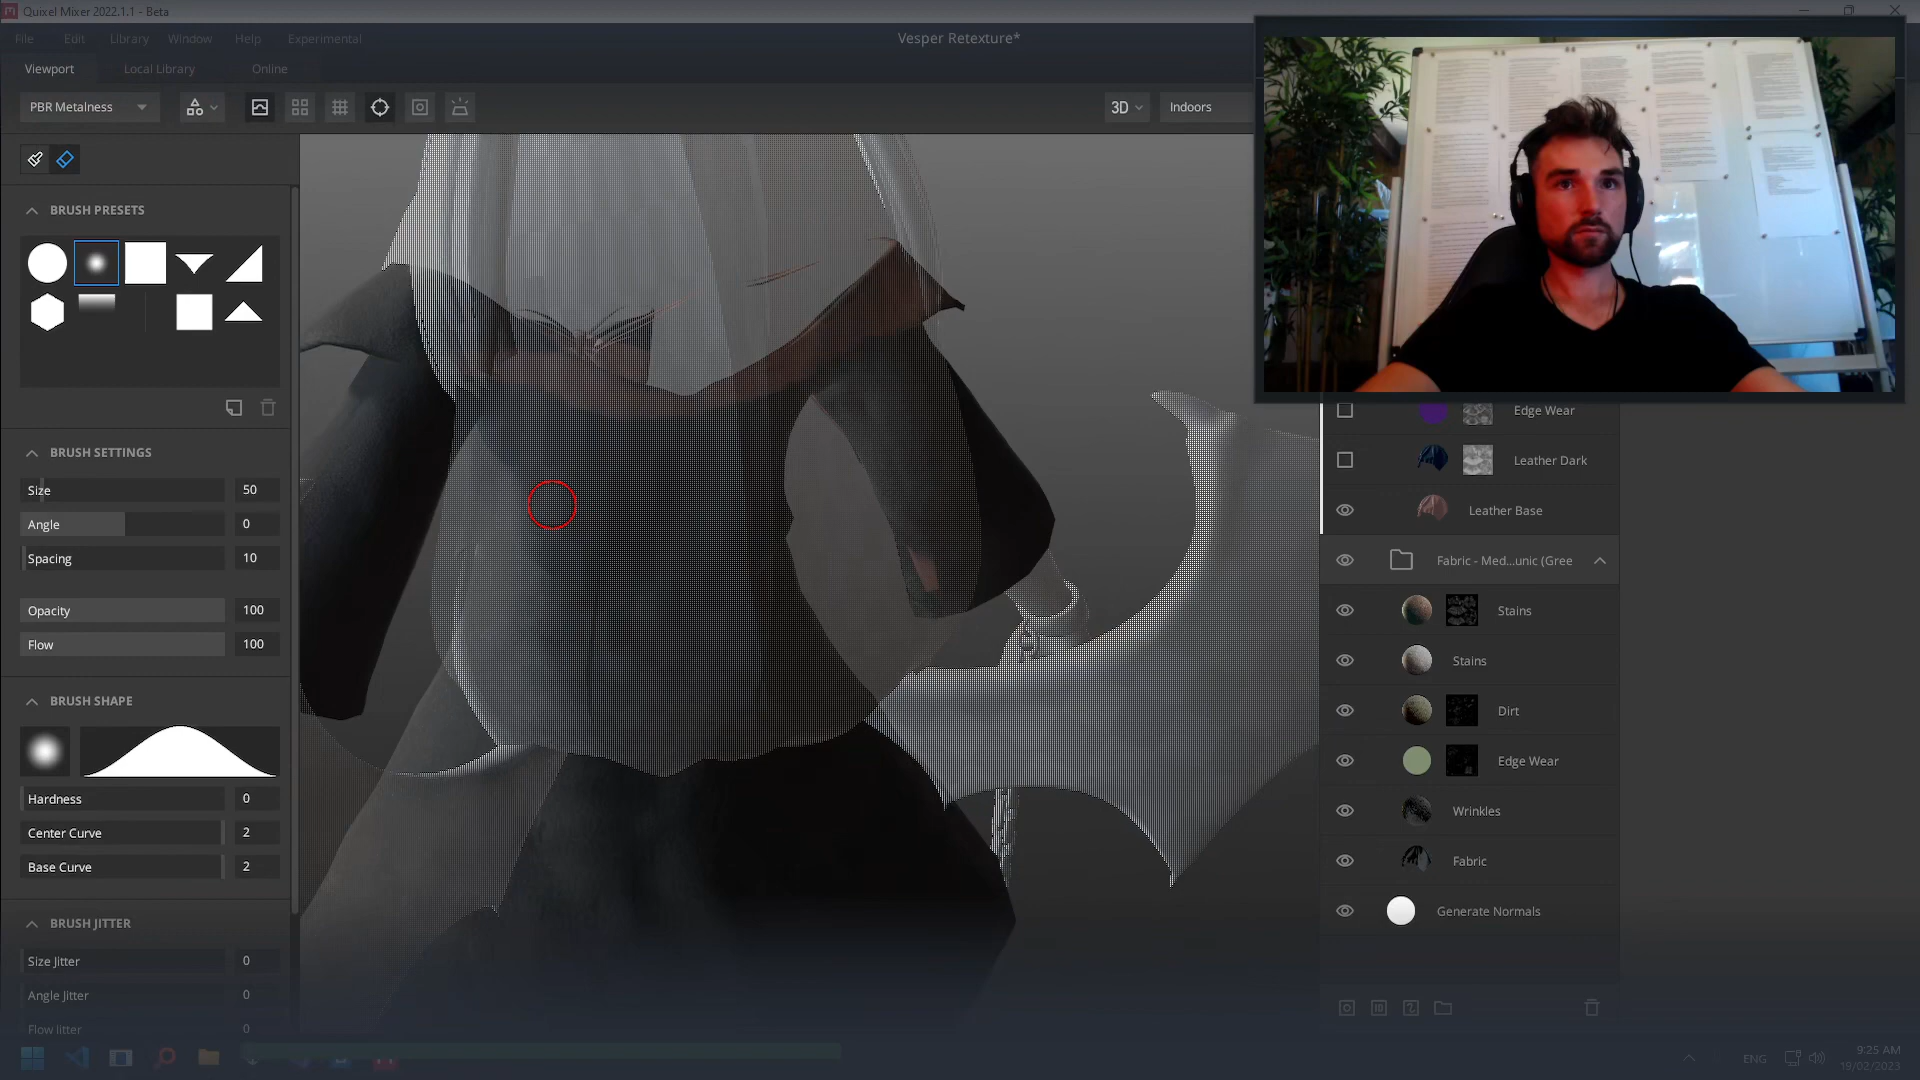 Quixel Mixer 2022.1.1 - Beta
File Edit Library Window Help Experimental
Vesper Retexture*
Viewport Local Library Online
PBR Metalness
3D Indoors
BRUSH PRESETS
BRUSH SETTINGS
Size 50
Angle 0
Spacing 10
Opacity 100
Flow 100
BRUSH SHAPE
Hardness 0
Center Curve 2
Base Curve 2
BRUSH JITTER
Size Jitter 0
Angle Jitter 0
Flow Jitter 0
Edge Wear
Leather Dark
Leather Base
Fabric - Med...unic (Gree
Stains
Stains
Dirt
Edge Wear
Wrinkles
Fabric
Generate Normals
ENG
9:25 AM
19/02/2023